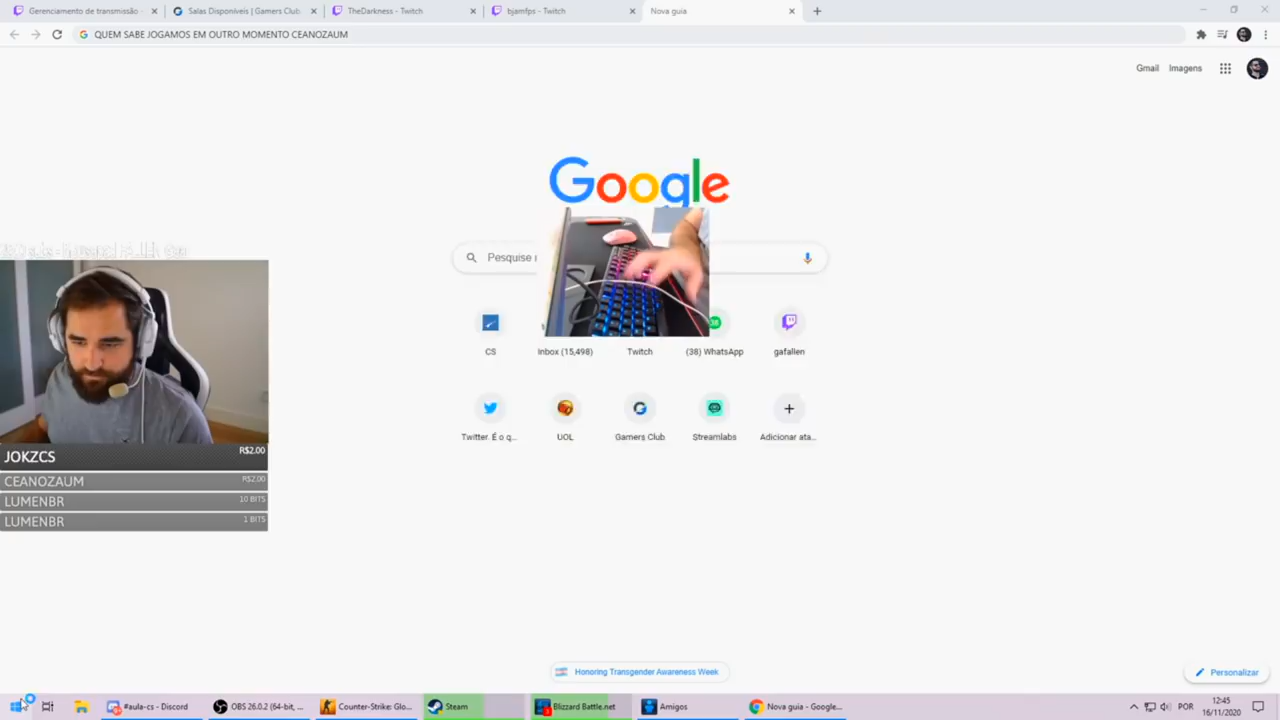 Gerenciamento de transmissão -
Salas Disponíveis | Gamers Club
TheDarkness - Twitch
bjamfps - Twitch
Nova guia
QUEM SABE JOGAMOS EM OUTRO MOMENTO CEANOZAUM
Gmail
Imagens
Google
Pesquise
CS
Inbox (15,498)
Twitch
(38) WhatsApp
gafallen
Twitter. É o q...
UOL
Gamers Club
Streamlabs
Adicionar ata...
JOKZCS
R$2.00
CEANOZAUM
R$2.00
LUMENBR
10 BITS
LUMENBR
1 BITS
Honoring Transgender Awareness Week
Personalizar
#aula-cs - Discord
OBS 26.0.2 (64-bit, ...
Counter-Strike: Glo...
Steam
Blizzard Battle.net
Amigos
Nova guia - Google...
POR
12:45
16/11/2020